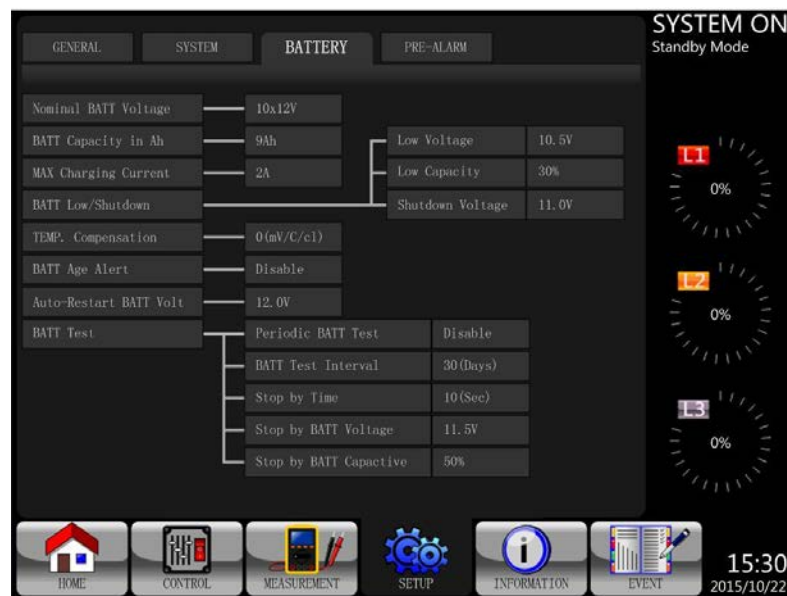 GENERAL SYSTEM BATTERY PRE-ALARM
SYSTEM ON
Standby Mode
Nominal BATT Voltage 10x12V
BATT Capacity in Ah 9Ah
Low Voltage 10.5V
MAX Charging Current 2A
Low Capacity 30%
BATT Low/Shutdown
Shutdown Voltage 11.0V
TEMP. Compensation 0(mV/C/cl)
BATT Age Alert Disable
Auto-Restart BATT Volt 12.0V
BATT Test
Periodic BATT Test Disable
BATT Test Interval 30(Days)
Stop by Time 10(Sec)
Stop by BATT Voltage 11.5V
Stop by BATT Capactive 50%
L1
0%
L2
0%
L3
0%
HOME CONTROL MEASUREMENT SETUP INFORMATION EVENT
15:30
2015/10/22